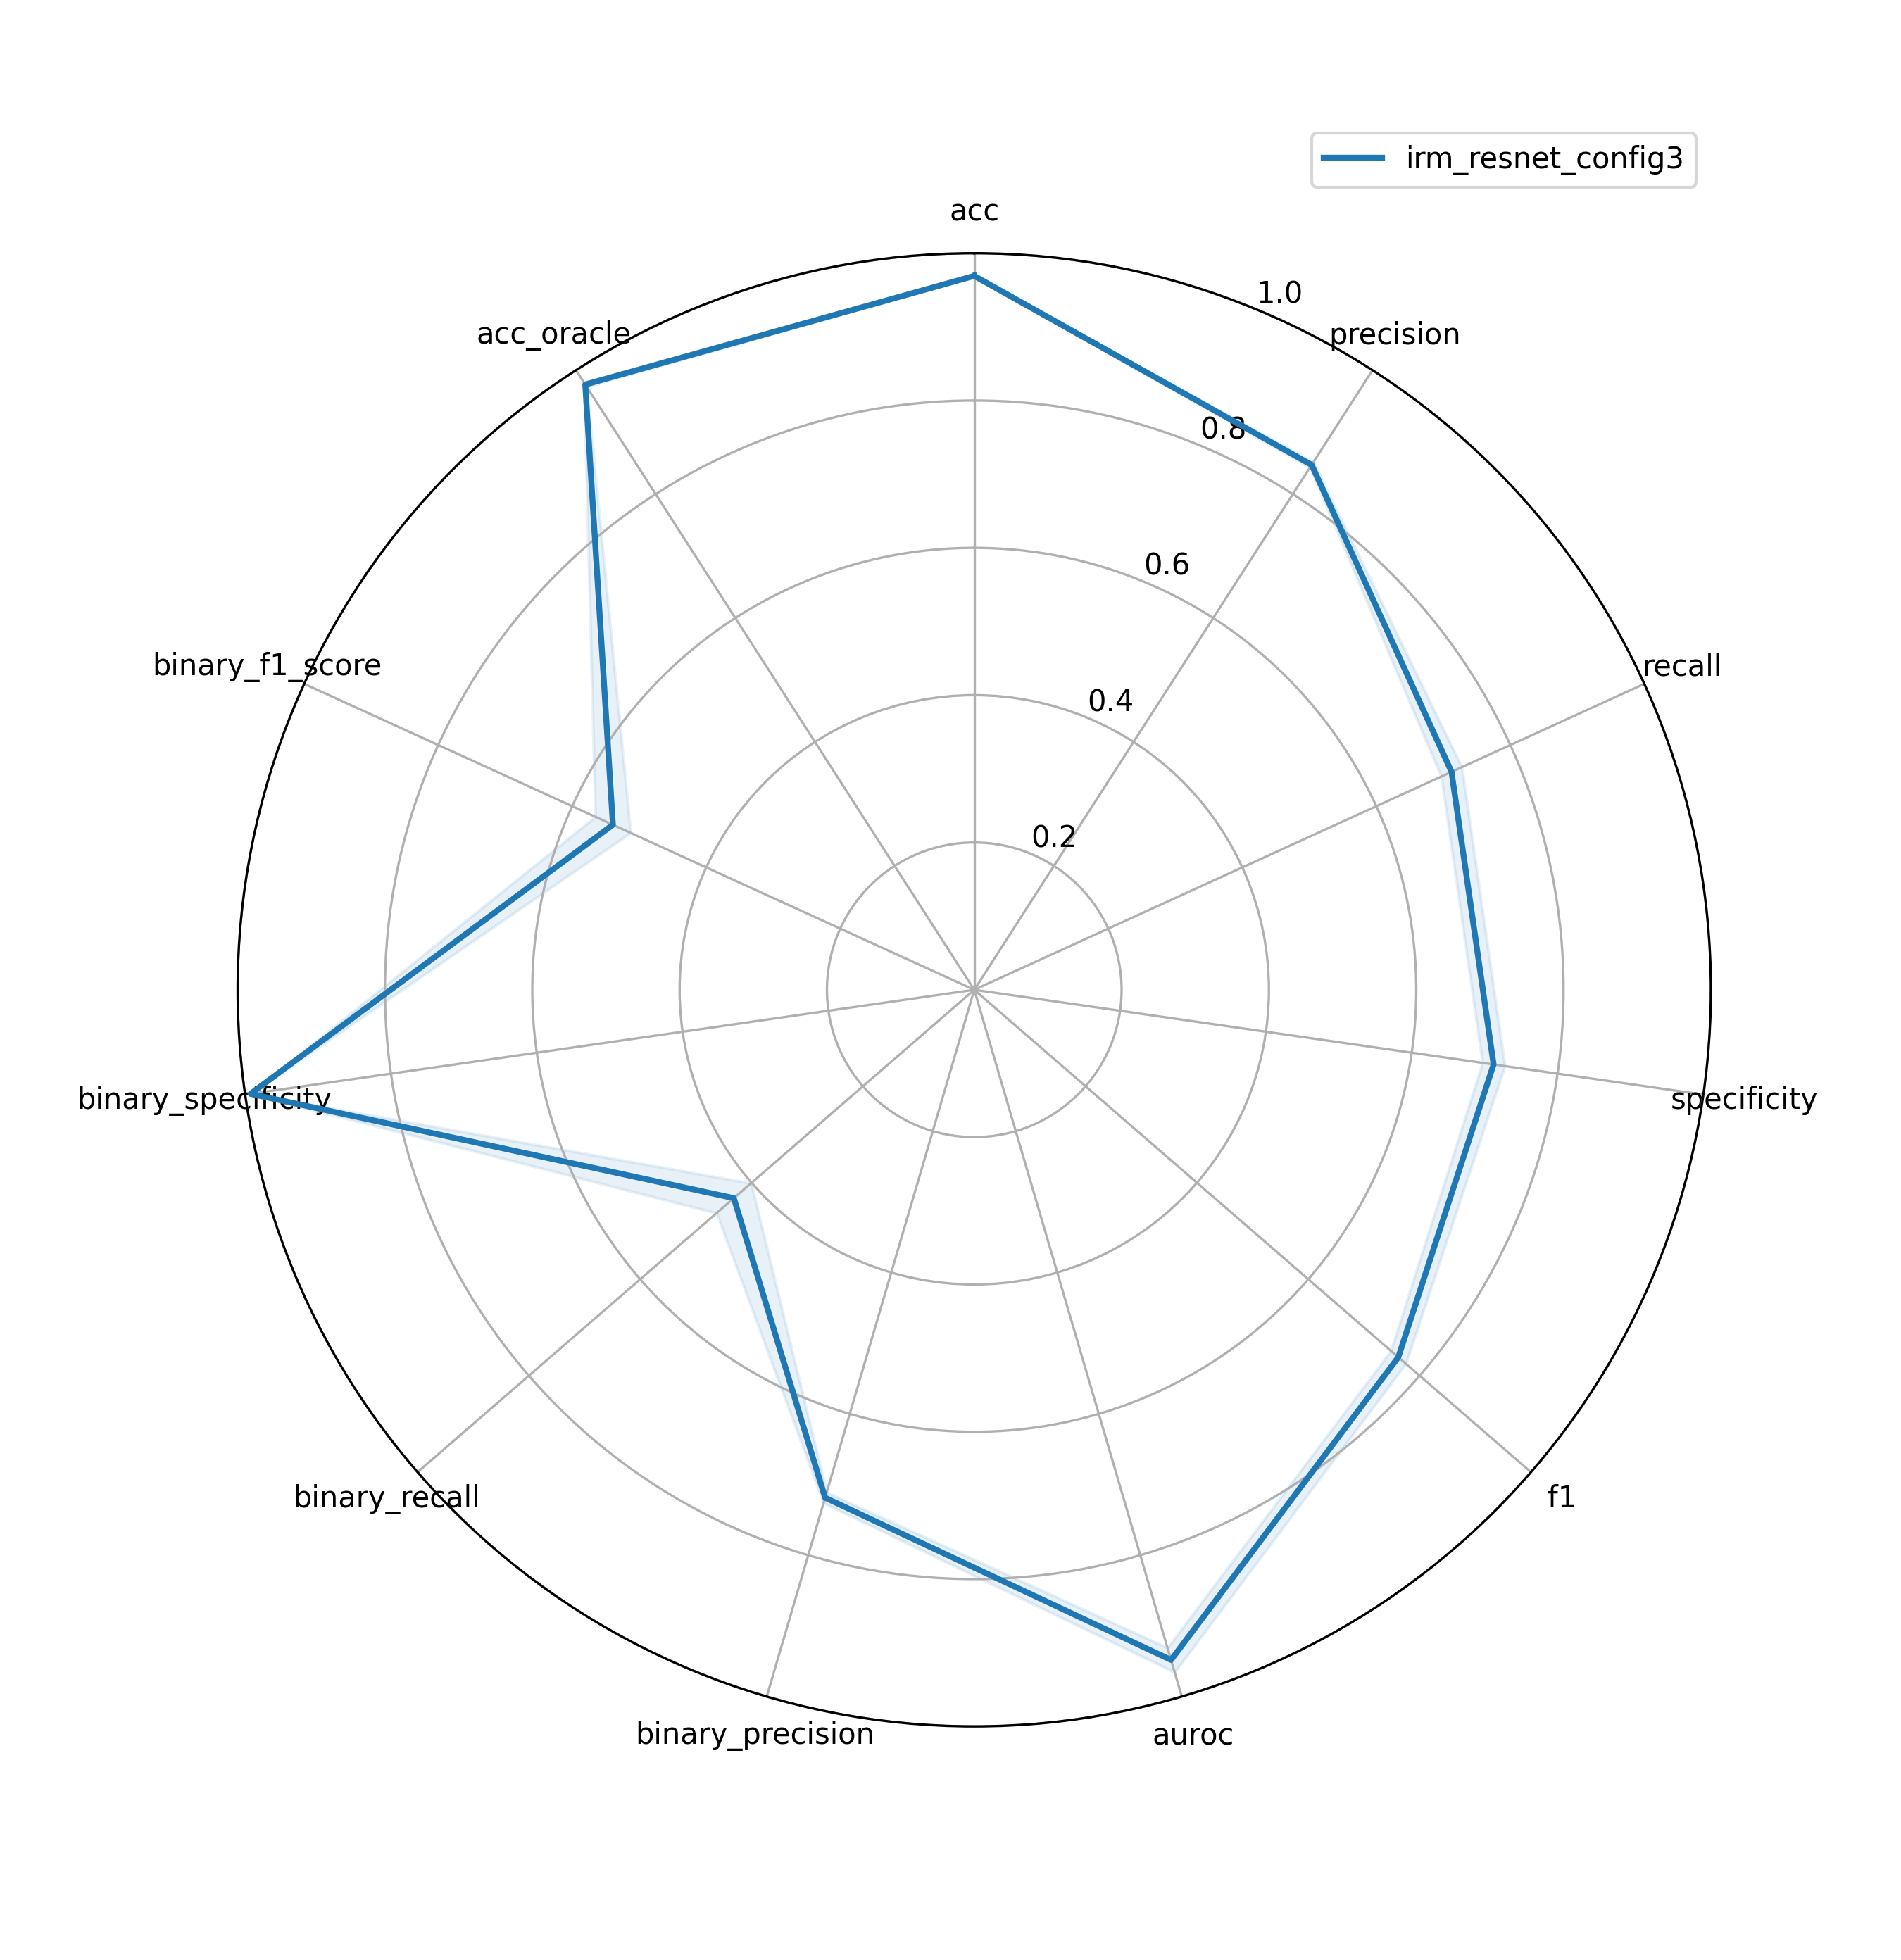 irm_resnet_config3
acc
1.0
acc_oracle
precision
0.8
0.6
binary_f1_score
recall
0.4
0.2
binary_specificity
specificity
binary_recall
f1
binary_precision
auroc